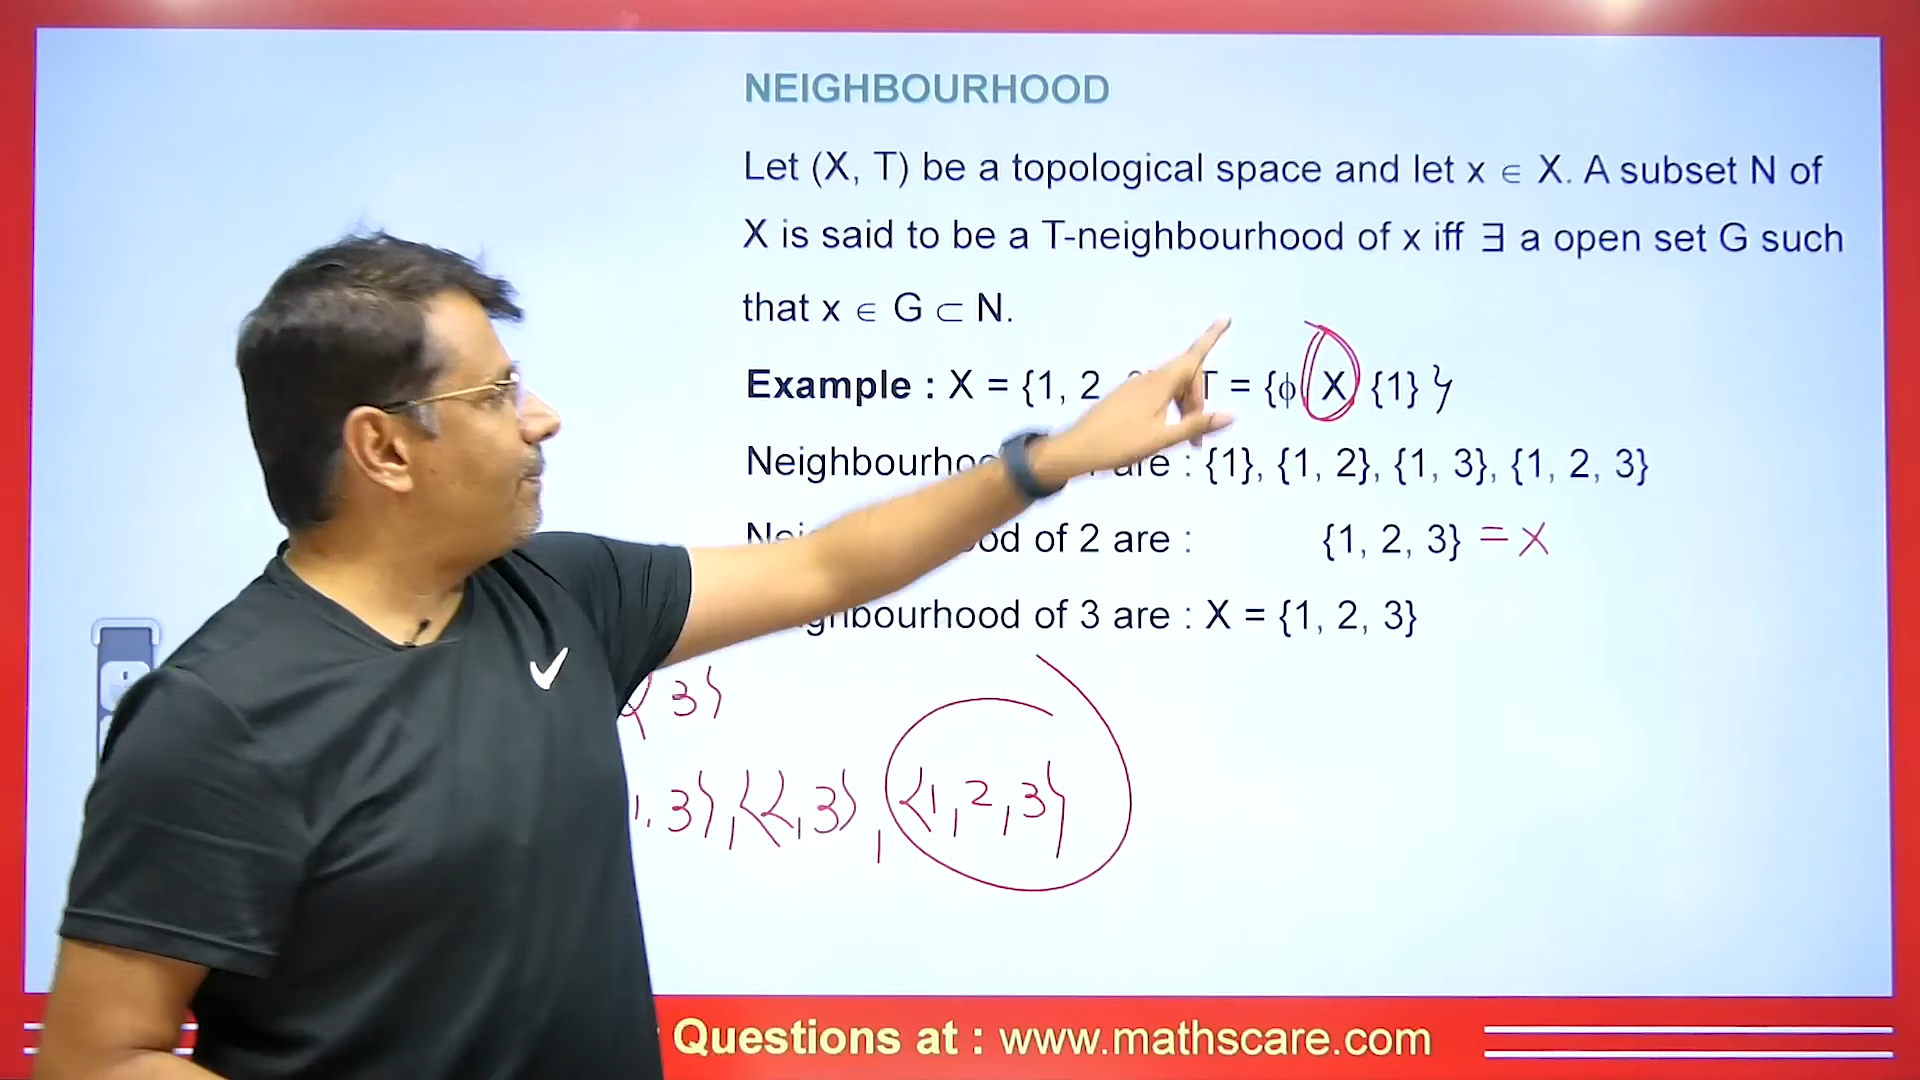 NEIGHBOURHOOD
Let (X, T) be a topological space and let x ∈ X. A subset N of
X is said to be a T-neighbourhood of x iff ∃ a open set G such
that x ∈ G ⊂ N.
Example : X = {1, 2 T = {ϕ X {1} }
are : {1}, {1, 2}, {1, 3}, {1, 2, 3}
of 2 are : {1, 2, 3} = X
of 3 are : X = {1, 2, 3}
3}
1, 3}, {2, 3}, {1, 2, 3}
Questions at : www.mathscare.com